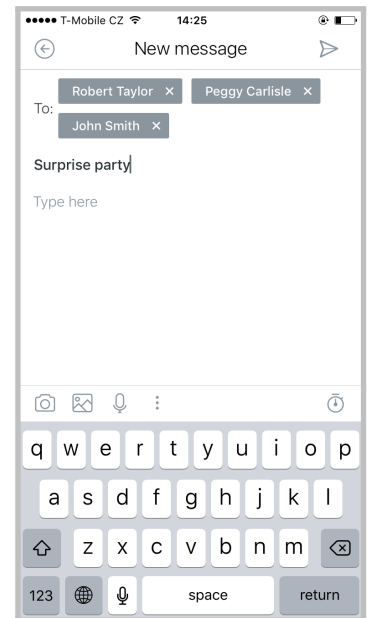 T-Mobile CZ 14:25
New message
To: Robert Taylor × Peggy Carlisle ×
John Smith ×
Surprise party
Type here
q w e r t y u i o p
a s d f g h j k l
z x c v b n m
123 space return